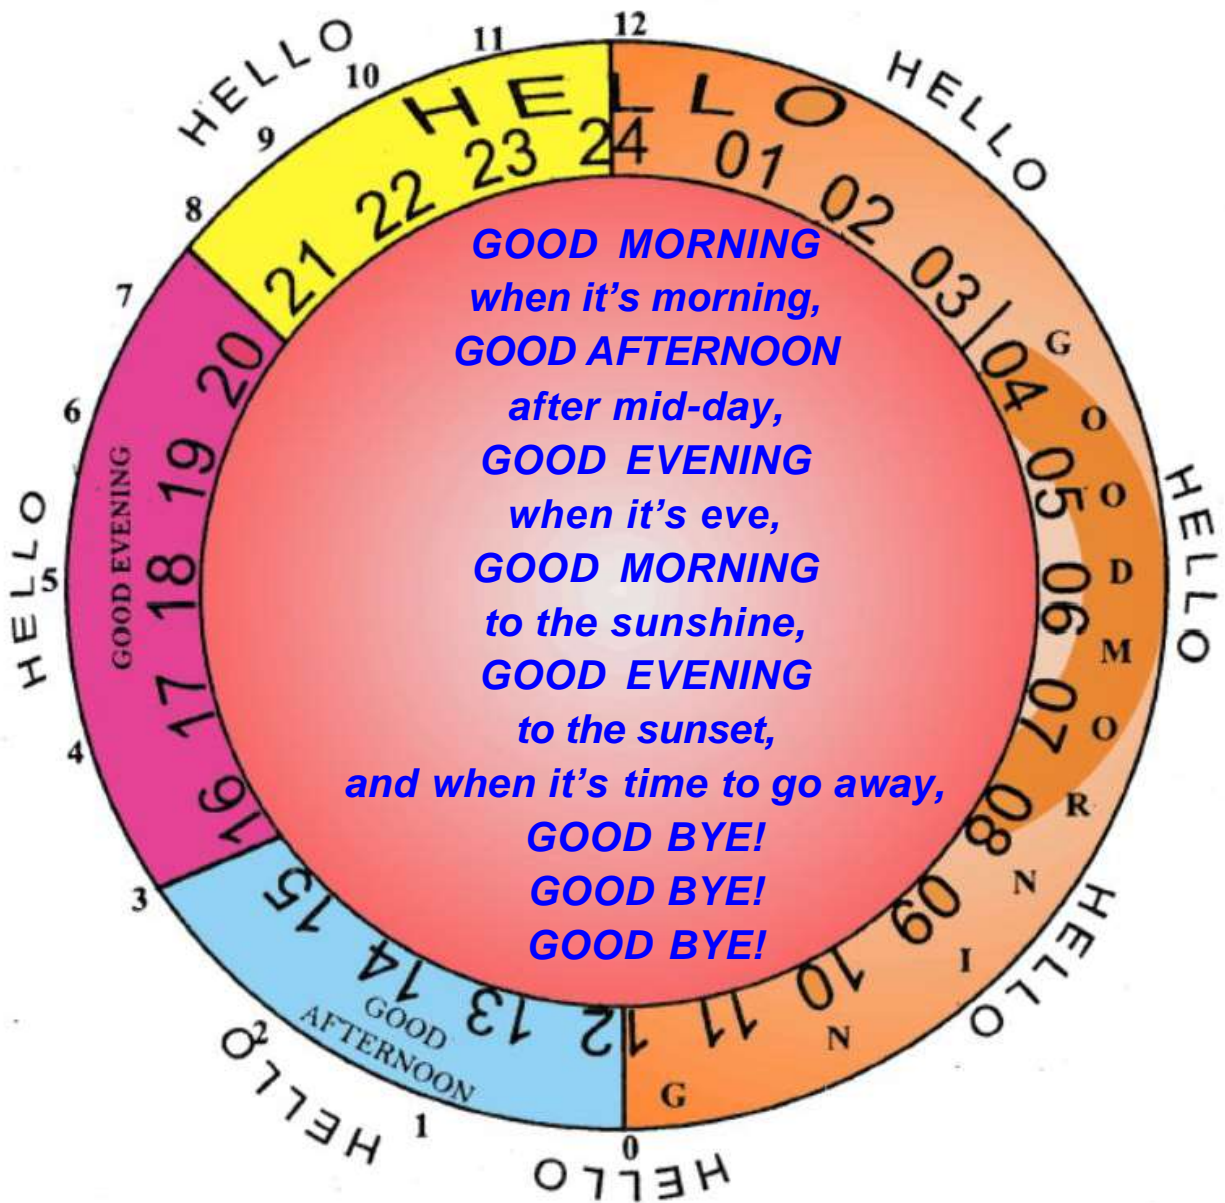 HELLO
HELLO
HELLO
HELLO
HELLO
HELLO
HELLO
HELLO
12
11
10
9
8
7
6
5
4
3
2
1
0
HELLO
24
01
02
03
04
05
06
07
08
09
10
11
12
13
14
15
16
17
18
19
20
21
22
23
GOOD MORNING
GOOD
AFTERNOON
GOOD EVENING
GOOD MORNING
when it's morning,
GOOD AFTERNOON
after mid-day,
GOOD EVENING
when it's eve,
GOOD MORNING
to the sunshine,
GOOD EVENING
to the sunset,
and when it's time to go away,
GOOD BYE!
GOOD BYE!
GOOD BYE!